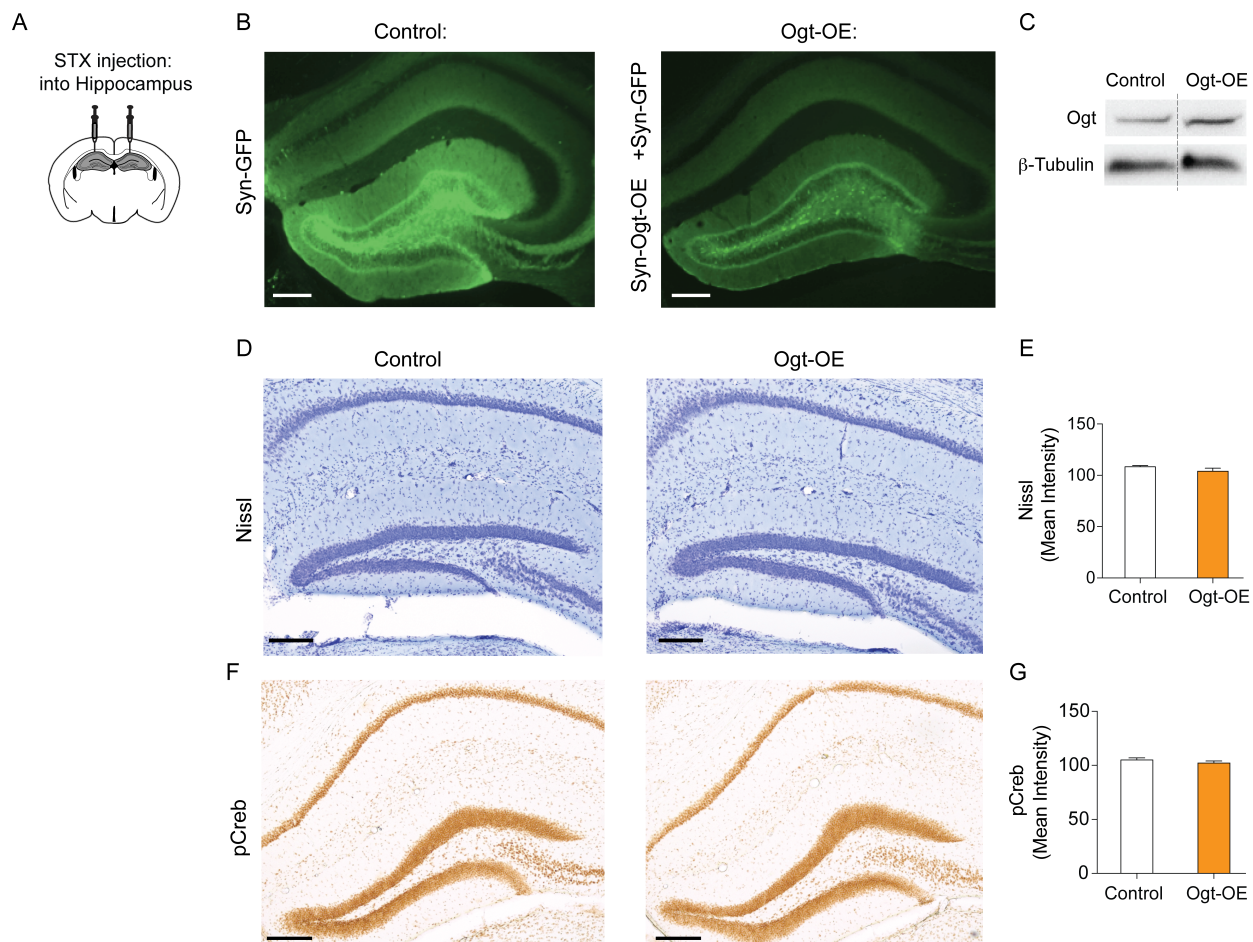 A
STX injection:
into Hippocampus
B
Control:
Ogt-OE:
Syn-GFP
Syn-Ogt-OE +Syn-GFP
C
Control Ogt-OE
Ogt
β-Tubulin
D
Control
Ogt-OE
Nissl
E
150
100
50
0
Nissl
(Mean Intensity)
Control Ogt-OE
F
pCreb
G
150
100
50
0
pCreb
(Mean Intensity)
Control Ogt-OE